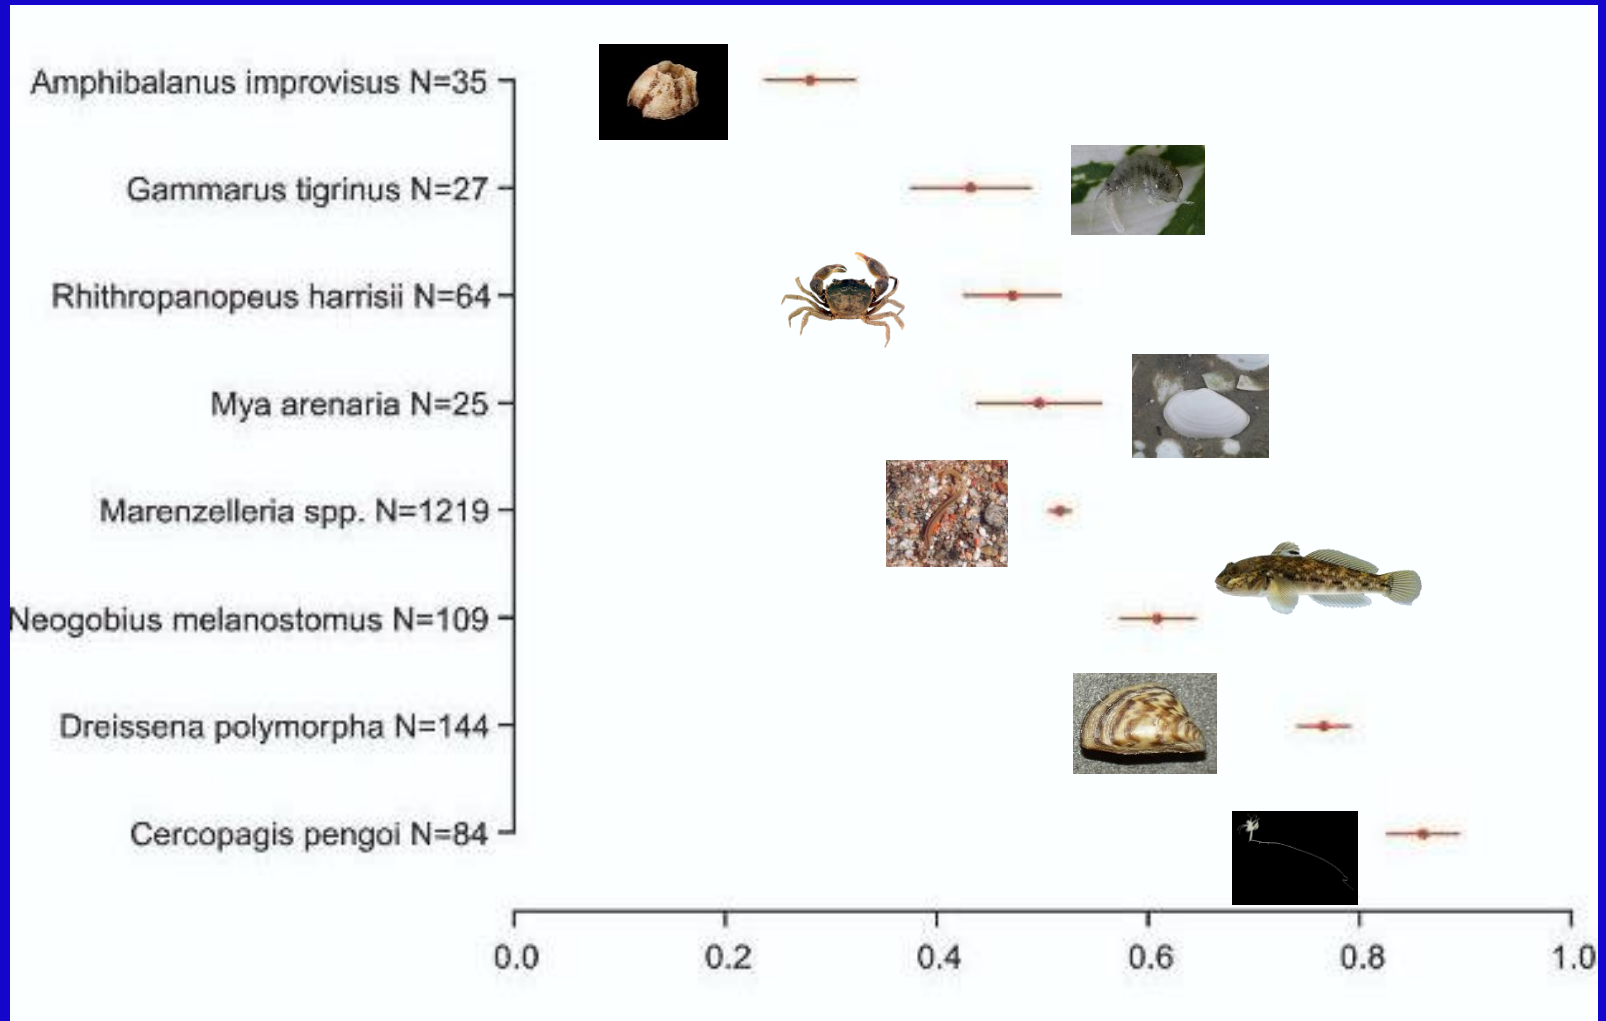 Amphibalanus improvisus N=35
Gammarus tigrinus N=27
Rhithropanopeus harrisii N=64
Mya arenaria N=25
Marenzelleria spp. N=1219
Neogobius melanostomus N=109
Dreissena polymorpha N=144
Cercopagis pengoi N=84
0.0 0.2 0.4 0.6 0.8 1.0